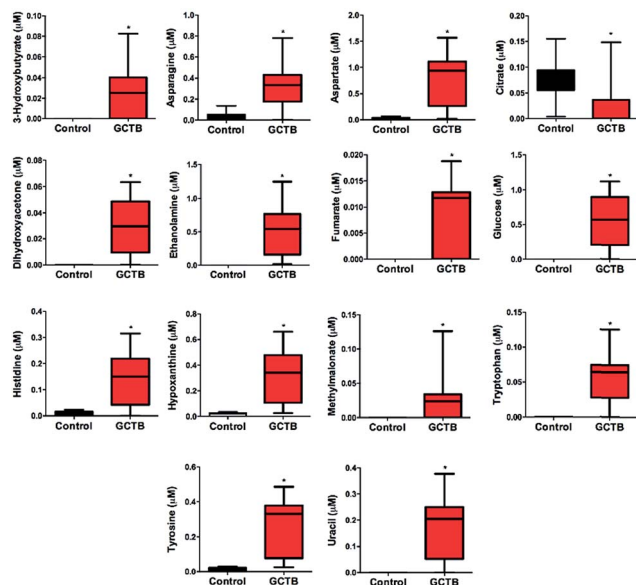 3-Hydroxybutyrate (μM)
0.10
0.08
0.06
0.04
0.02
0.00
*
Control GCTB
Asparagine (μM)
1.0
0.8
0.6
0.4
0.2
0.0
*
Control GCTB
Aspartate (μM)
2.0
1.5
1.0
0.5
0.0
*
Control GCTB
Citrate (μM)
0.20
0.15
0.10
0.05
0.00
*
Control GCTB
Dihydroxyacetone (μM)
0.08
0.06
0.04
0.02
0.00
*
Control GCTB
Ethanolamine (μM)
1.5
1.0
0.5
0.0
*
Control GCTB
Fumarate (μM)
0.020
0.015
0.010
0.005
0.000
*
Control GCTB
Glucose (μM)
1.5
1.0
0.5
0.0
*
Control GCTB
Histidine (μM)
0.4
0.3
0.2
0.1
0.0
*
Control GCTB
Hypoxanthine (μM)
0.8
0.6
0.4
0.2
0.0
*
Control GCTB
Methylmalonate (μM)
0.15
0.10
0.05
0.00
*
Control GCTB
Tryptophan (μM)
0.15
0.10
0.05
0.00
*
Control GCTB
Tyrosine (μM)
0.6
0.4
0.2
0.0
*
Control GCTB
Uracil (μM)
0.4
0.3
0.2
0.1
0.0
*
Control GCTB